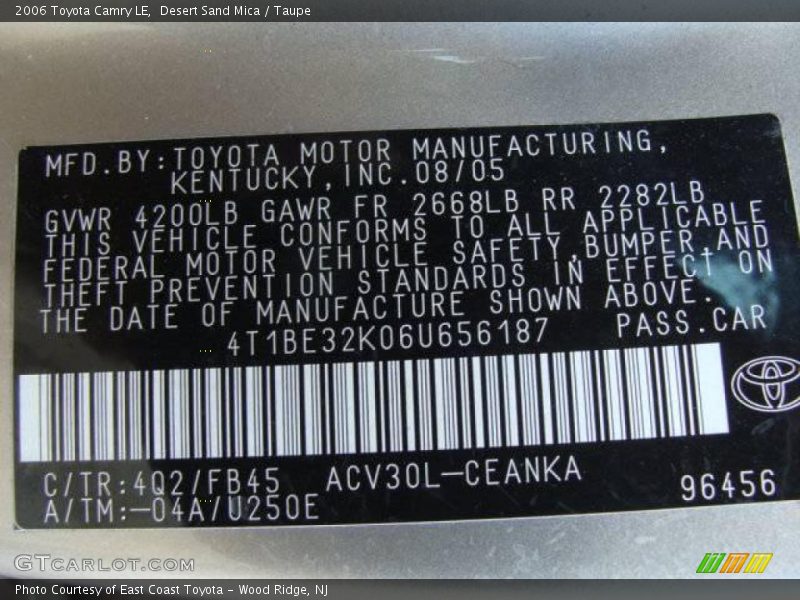 2006 Toyota Camry LE,  Desert Sand Mica / Taupe
MFD.BY:TOYOTA MOTOR MANUFACTURING,
KENTUCKY,INC.08/05
GVWR 4200LB GAWR FR 2668LB RR 2282LB
THIS VEHICLE CONFORMS TO ALL APPLICABLE
FEDERAL MOTOR VEHICLE SAFETY,BUMPER,AND
THEFT PREVENTION STANDARDS IN EFFECT ON
THE DATE OF MANUFACTURE SHOWN ABOVE.
4T1BE32K06U656187 PASS.CAR
C/TR:4Q2/FB45 ACV30L-CEANKA
A/TM:-04A/U250E 96456
GTCARLOT.COM
Photo Courtesy of East Coast Toyota - Wood Ridge, NJ